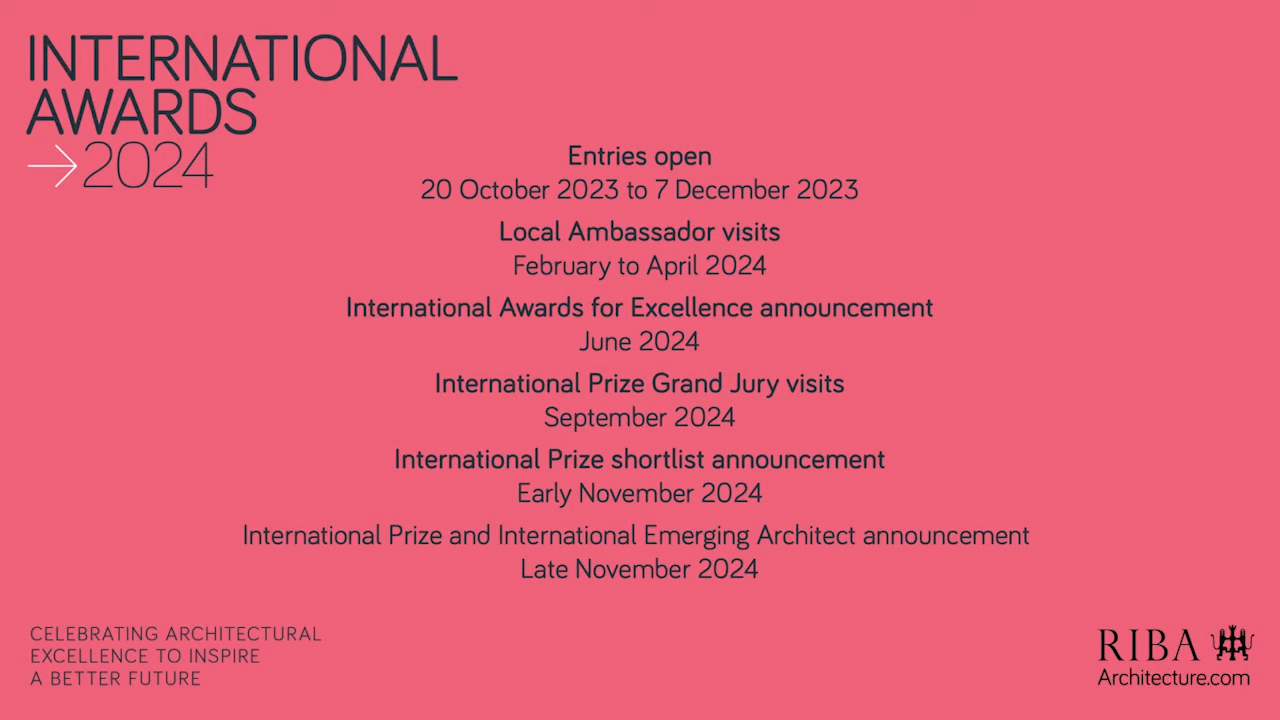 INTERNATIONAL
AWARDS
→2024
Entries open
20 October 2023 to 7 December 2023
Local Ambassador visits
February to April 2024
International Awards for Excellence announcement
June 2024
International Prize Grand Jury visits
September 2024
International Prize shortlist announcement
Early November 2024
International Prize and International Emerging Architect announcement
Late November 2024
CELEBRATING ARCHITECTURAL
EXCELLENCE TO INSPIRE
A BETTER FUTURE
RIBA
Architecture.com